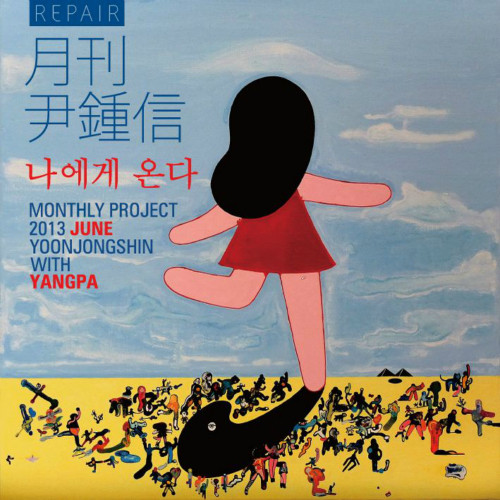 REPAIR
月刊
尹鍾信
나에게 온다
MONTHLY PROJECT
2013 JUNE
YOONJONGSHIN
WITH
YANGPA